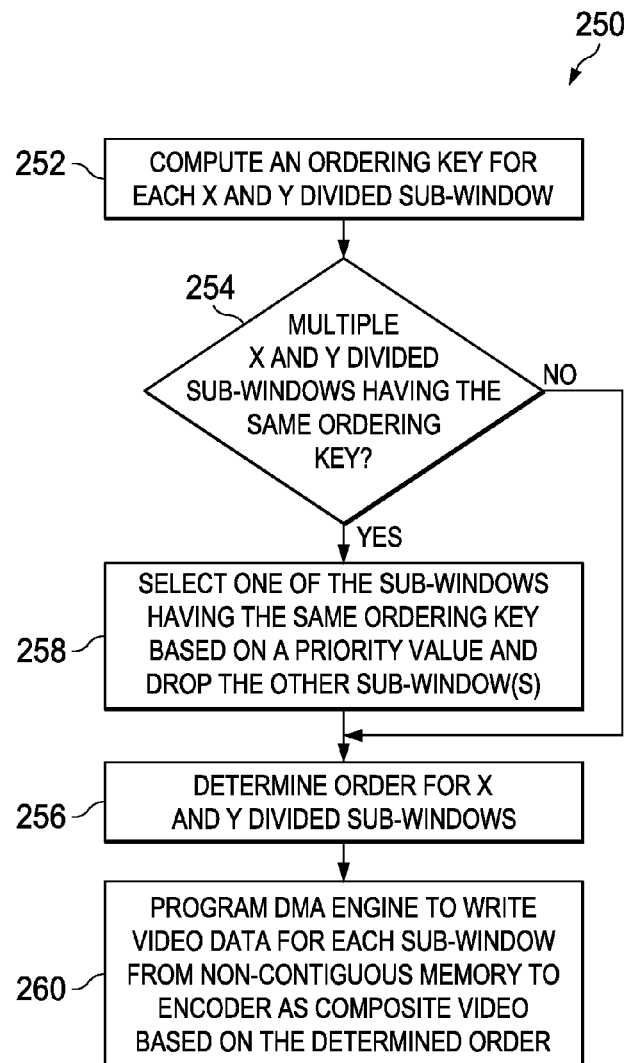 250
252
COMPUTE AN ORDERING KEY FOR
EACH X AND Y DIVIDED SUB-WINDOW
254
MULTIPLE
X AND Y DIVIDED
SUB-WINDOWS HAVING THE
SAME ORDERING
KEY?
NO
YES
258
SELECT ONE OF THE SUB-WINDOWS
HAVING THE SAME ORDERING KEY
BASED ON A PRIORITY VALUE AND
DROP THE OTHER SUB-WINDOW(S)
256
DETERMINE ORDER FOR X
AND Y DIVIDED SUB-WINDOWS
260
PROGRAM DMA ENGINE TO WRITE
VIDEO DATA FOR EACH SUB-WINDOW
FROM NON-CONTIGUOUS MEMORY TO
ENCODER AS COMPOSITE VIDEO
BASED ON THE DETERMINED ORDER